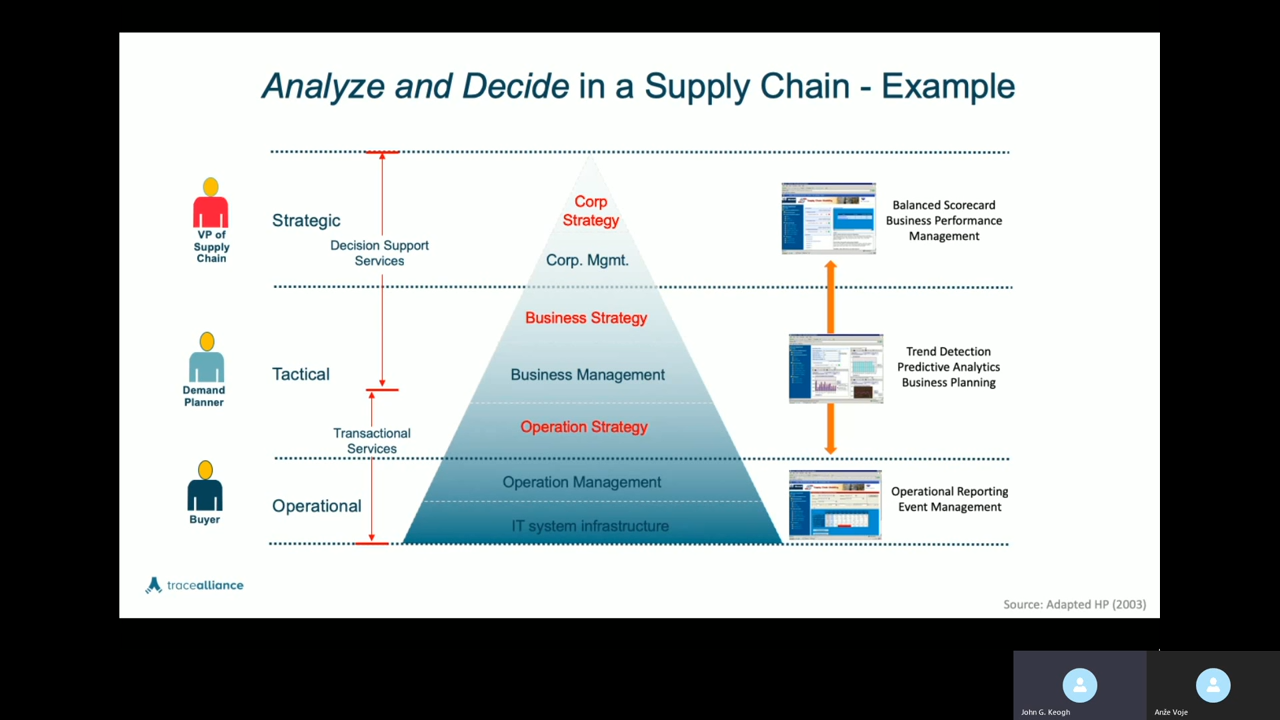 Analyze and Decide in a Supply Chain - Example
VP of
Supply
Chain
Strategic
Decision Support
Services
Corp
Strategy
Corp. Mgmt.
Balanced Scorecard
Business Performance
Management
Demand
Planner
Tactical
Transactional
Services
Business Strategy
Business Management
Operation Strategy
Trend Detection
Predictive Analytics
Business Planning
Buyer
Operational
Operation Management
IT system infrastructure
Operational Reporting
Event Management
tracealliance
Source: Adapted HP (2003)
John G. Keogh
Anže Voje